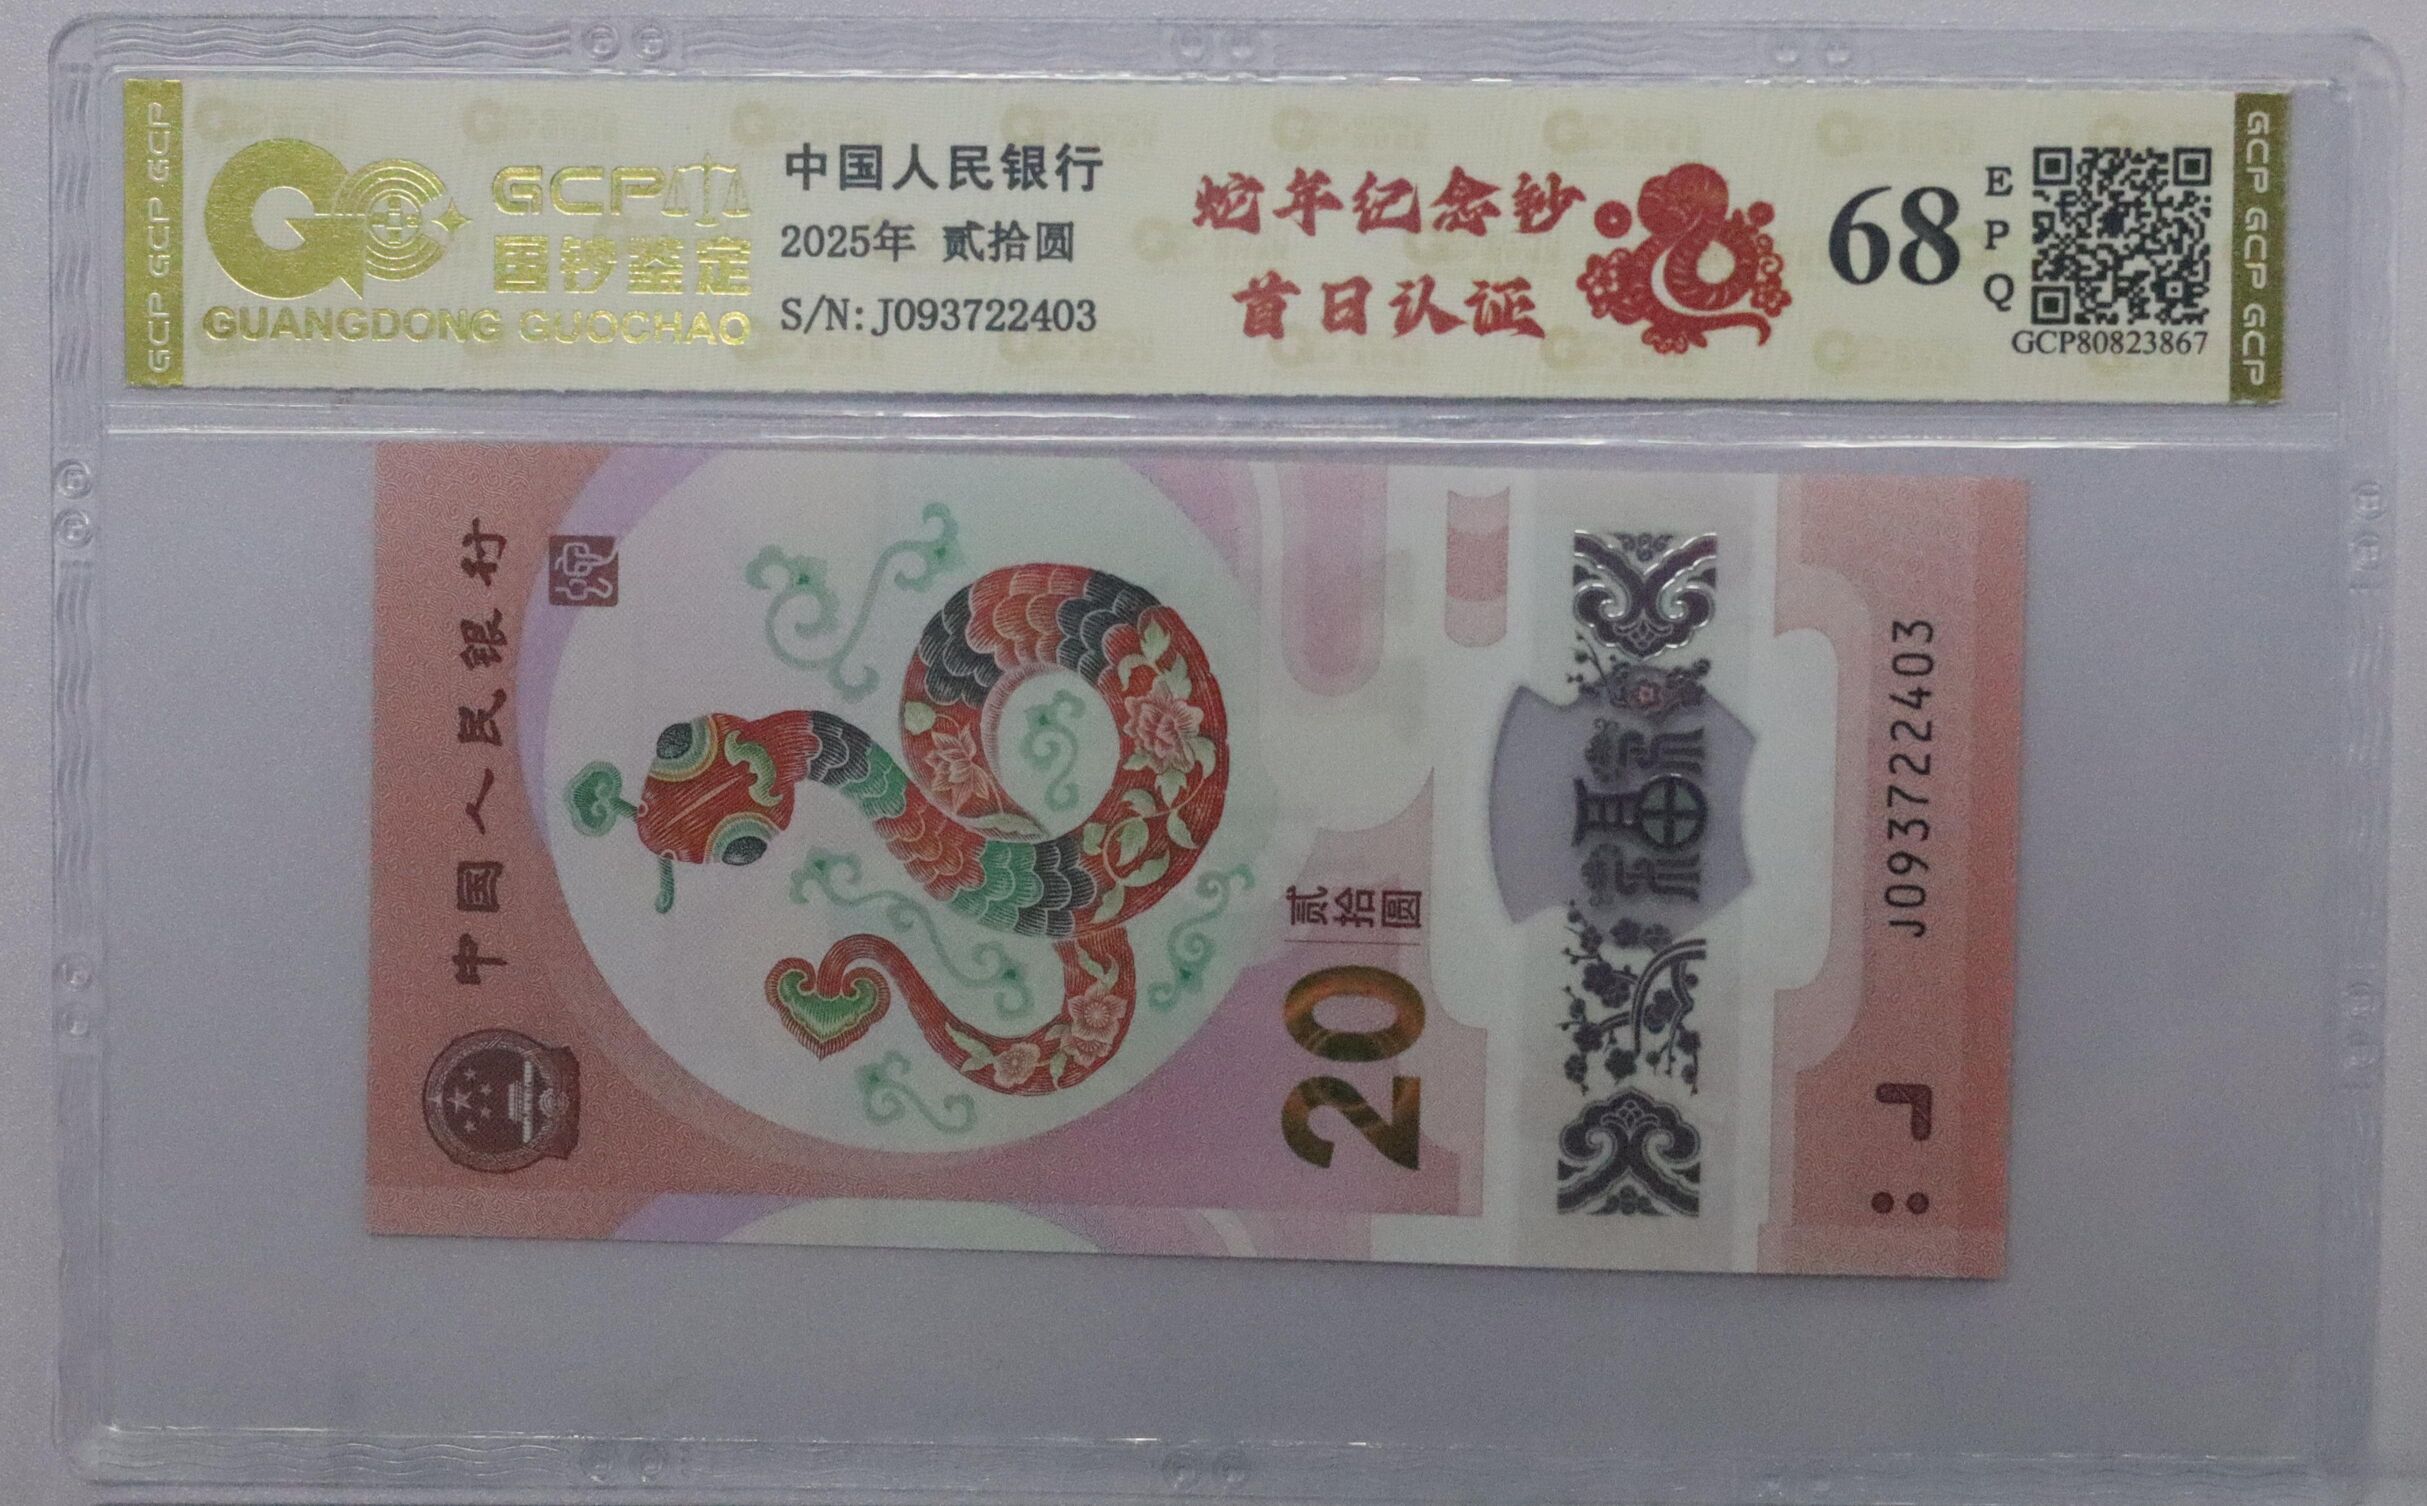 GCP GCP GCP
GCP
国钞鉴定
GUANGDONG GUOCHAO
中国人民银行
2025年 贰拾圆
S/N: J093722403
蛇年纪念钞
首日认证
68
EPQ
GCP80823867
GCP GCP GCP
中国人民银行
20
贰拾圆
福
J093722403